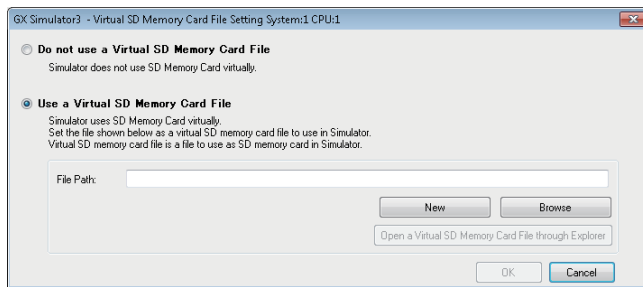 GX Simulator3 - Virtual SD Memory Card File Setting System:1 CPU:1
Do not use a Virtual SD Memory Card File
Simulator does not use SD Memory Card virtually.
Use a Virtual SD Memory Card File
Simulator uses SD Card virtually.
Set the file shown below as a virtual SD memory card file to use in Simulator.
Virtual SD memory card file is a file to use as SD memory card in Simulator.
File Path:
New Browse
Open a Virtual SD Memory Card File through Explorer
OK Cancel